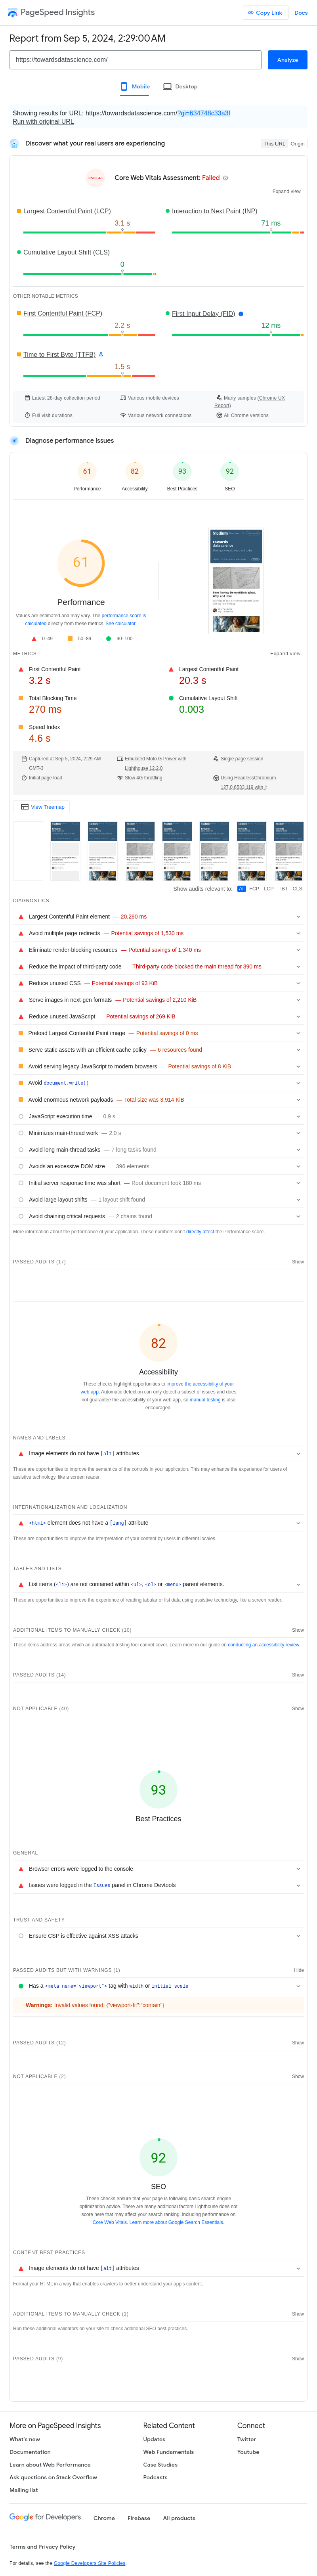 PageSpeed Insights
Copy Link
Docs
Report from Sep 5, 2024, 2:29:00 AM
https://towardsdatascience.com/
Analyze
Mobile
Desktop
Showing results for URL: https://towardsdatascience.com/?gi=634748c33a3f
Run with original URL
Discover what your real users are experiencing
This URL
Origin
Core Web Vitals Assessment: Failed
Expand view
Largest Contentful Paint (LCP)
3.1 s
Interaction to Next Paint (INP)
71 ms
Cumulative Layout Shift (CLS)
0
OTHER NOTABLE METRICS
First Contentful Paint (FCP)
2.2 s
First Input Delay (FID)
12 ms
Time to First Byte (TTFB)
1.5 s
Latest 28-day collection period
Various mobile devices
Many samples (Chrome UX Report)
Full visit durations
Various network connections
All Chrome versions
Diagnose performance issues
61
Performance
82
Accessibility
93
Best Practices
92
SEO
61
Performance
Values are estimated and may vary. The performance score is
calculated directly from these metrics. See calculator.
0–49
50–89
90–100
METRICS
Expand view
First Contentful Paint
3.2 s
Largest Contentful Paint
20.3 s
Total Blocking Time
270 ms
Cumulative Layout Shift
0.003
Speed Index
4.6 s
Captured at Sep 5, 2024, 2:29 AM GMT-3
Emulated Moto G Power with Lighthouse 12.2.0
Single page session
Initial page load
Slow 4G throttling
Using HeadlessChromium 127.0.6533.119 with lr
View Treemap
Show audits relevant to:
All
FCP
LCP
TBT
CLS
DIAGNOSTICS
Largest Contentful Paint element — 20,290 ms
Avoid multiple page redirects — Potential savings of 1,530 ms
Eliminate render-blocking resources — Potential savings of 1,340 ms
Reduce the impact of third-party code — Third-party code blocked the main thread for 390 ms
Reduce unused CSS — Potential savings of 93 KiB
Serve images in next-gen formats — Potential savings of 2,210 KiB
Reduce unused JavaScript — Potential savings of 269 KiB
Preload Largest Contentful Paint image — Potential savings of 0 ms
Serve static assets with an efficient cache policy — 6 resources found
Avoid serving legacy JavaScript to modern browsers — Potential savings of 8 KiB
Avoid document.write()
Avoid enormous network payloads — Total size was 3,914 KiB
JavaScript execution time — 0.9 s
Minimizes main-thread work — 2.0 s
Avoid long main-thread tasks — 7 long tasks found
Avoids an excessive DOM size — 396 elements
Initial server response time was short — Root document took 180 ms
Avoid large layout shifts — 1 layout shift found
Avoid chaining critical requests — 2 chains found
More information about the performance of your application. These numbers don't directly affect the Performance score.
PASSED AUDITS (17)
Show
82
Accessibility
These checks highlight opportunities to improve the accessibility of your
web app. Automatic detection can only detect a subset of issues and does
not guarantee the accessibility of your web app, so manual testing is also
encouraged.
NAMES AND LABELS
Image elements do not have [alt] attributes
These are opportunities to improve the semantics of the controls in your application. This may enhance the experience for users of
assistive technology, like a screen reader.
INTERNATIONALIZATION AND LOCALIZATION
<html> element does not have a [lang] attribute
These are opportunities to improve the interpretation of your content by users in different locales.
TABLES AND LISTS
List items (<li>) are not contained within <ul>, <ol> or <menu> parent elements.
These are opportunities to improve the experience of reading tabular or list data using assistive technology, like a screen reader.
ADDITIONAL ITEMS TO MANUALLY CHECK (10)
Show
These items address areas which an automated testing tool cannot cover. Learn more in our guide on conducting an accessibility review.
PASSED AUDITS (14)
Show
NOT APPLICABLE (40)
Show
93
Best Practices
GENERAL
Browser errors were logged to the console
Issues were logged in the Issues panel in Chrome Devtools
TRUST AND SAFETY
Ensure CSP is effective against XSS attacks
PASSED AUDITS BUT WITH WARNINGS (1)
Hide
Has a <meta name="viewport"> tag with width or initial-scale
Warnings: Invalid values found: {"viewport-fit":"contain"}
PASSED AUDITS (12)
Show
NOT APPLICABLE (2)
Show
92
SEO
These checks ensure that your page is following basic search engine
optimization advice. There are many additional factors Lighthouse does not
score here that may affect your search ranking, including performance on
Core Web Vitals. Learn more about Google Search Essentials.
CONTENT BEST PRACTICES
Image elements do not have [alt] attributes
Format your HTML in a way that enables crawlers to better understand your app's content.
ADDITIONAL ITEMS TO MANUALLY CHECK (1)
Show
Run these additional validators on your site to check additional SEO best practices.
PASSED AUDITS (9)
Show
More on PageSpeed Insights
What's new
Documentation
Learn about Web Performance
Ask questions on Stack Overflow
Mailing list
Related Content
Updates
Web Fundamentals
Case Studies
Podcasts
Connect
Twitter
Youtube
Google for Developers
Chrome
Firebase
All products
Terms and Privacy Policy
For details, see the Google Developers Site Policies.